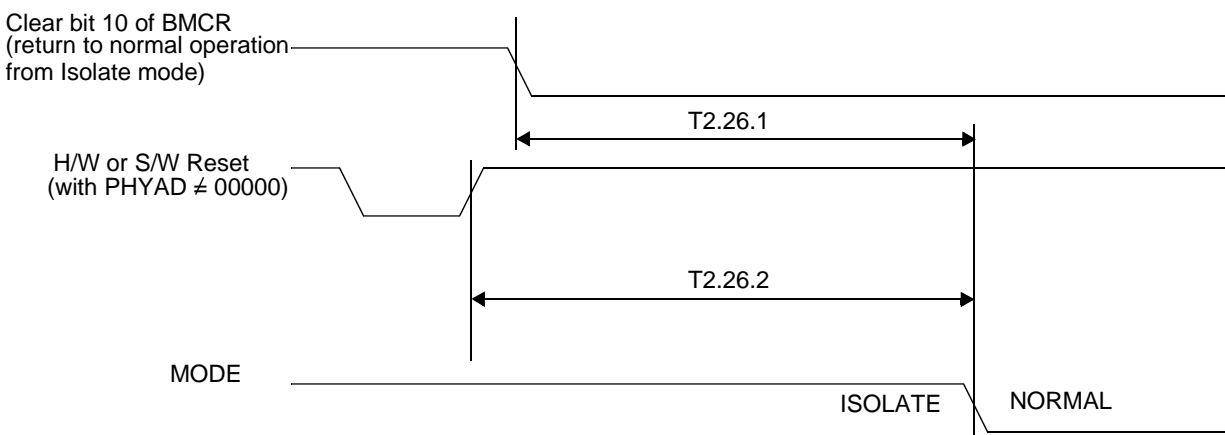 Clear bit 10 of BMCR
(return to normal operation
from Isolate mode)
T2.26.1
H/W or S/W Reset
(with PHYAD ≠ 00000)
T2.26.2
MODE
ISOLATE
NORMAL